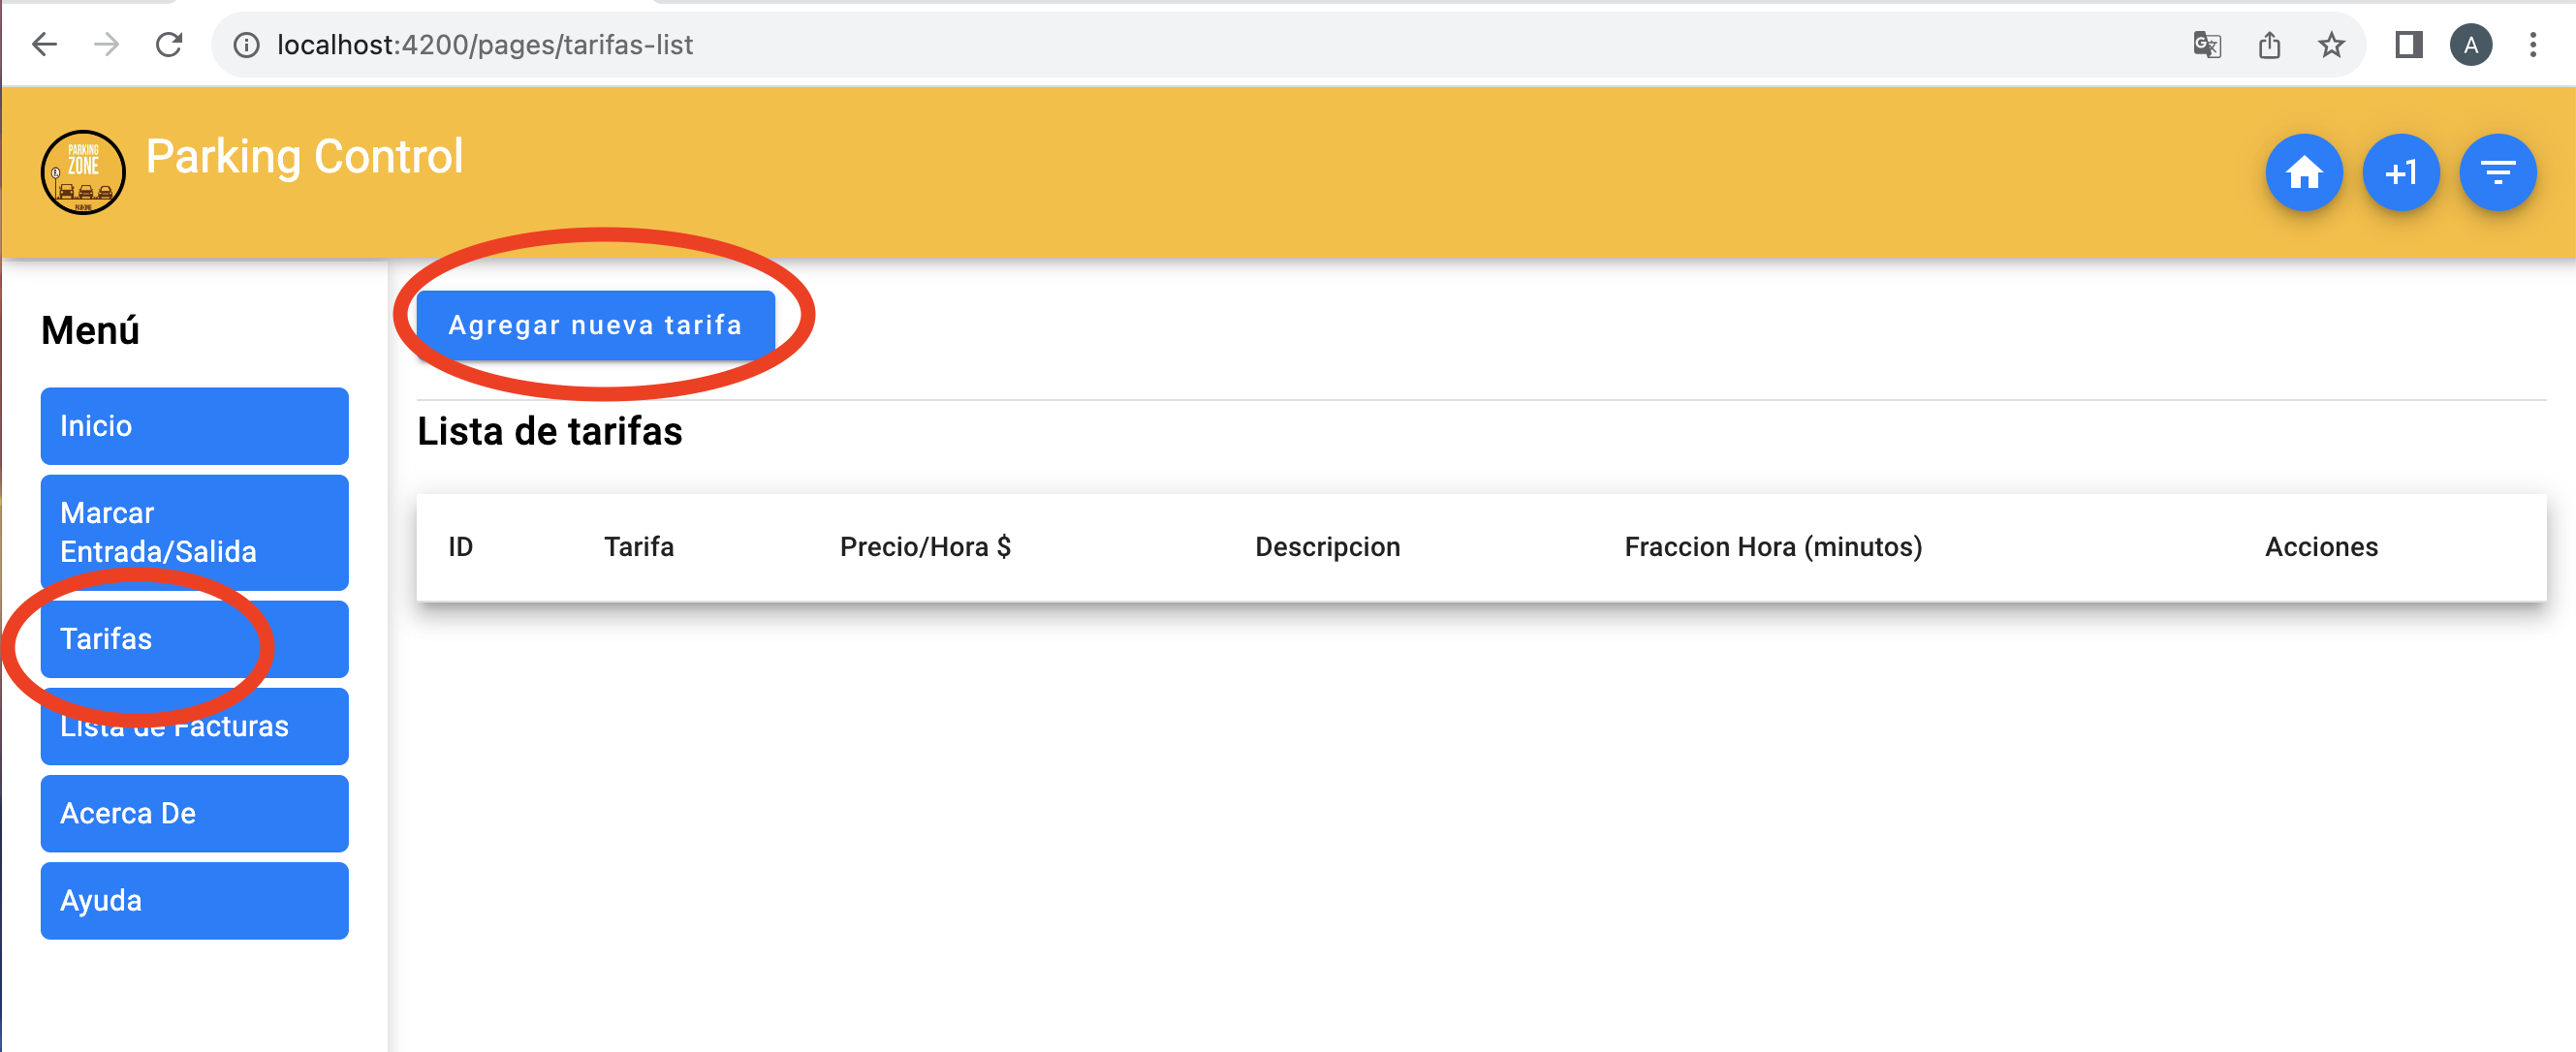 localhost:4200/pages/tarifas-list
A
PARKING
ZONE
PARKING
Parking Control
+1
Menú
Inicio
Marcar
Entrada/Salida
Tarifas
Lista de Facturas
Acerca De
Ayuda
Agregar nueva tarifa
Lista de tarifas
ID Tarifa Precio/Hora $ Descripcion Fraccion Hora (minutos) Acciones